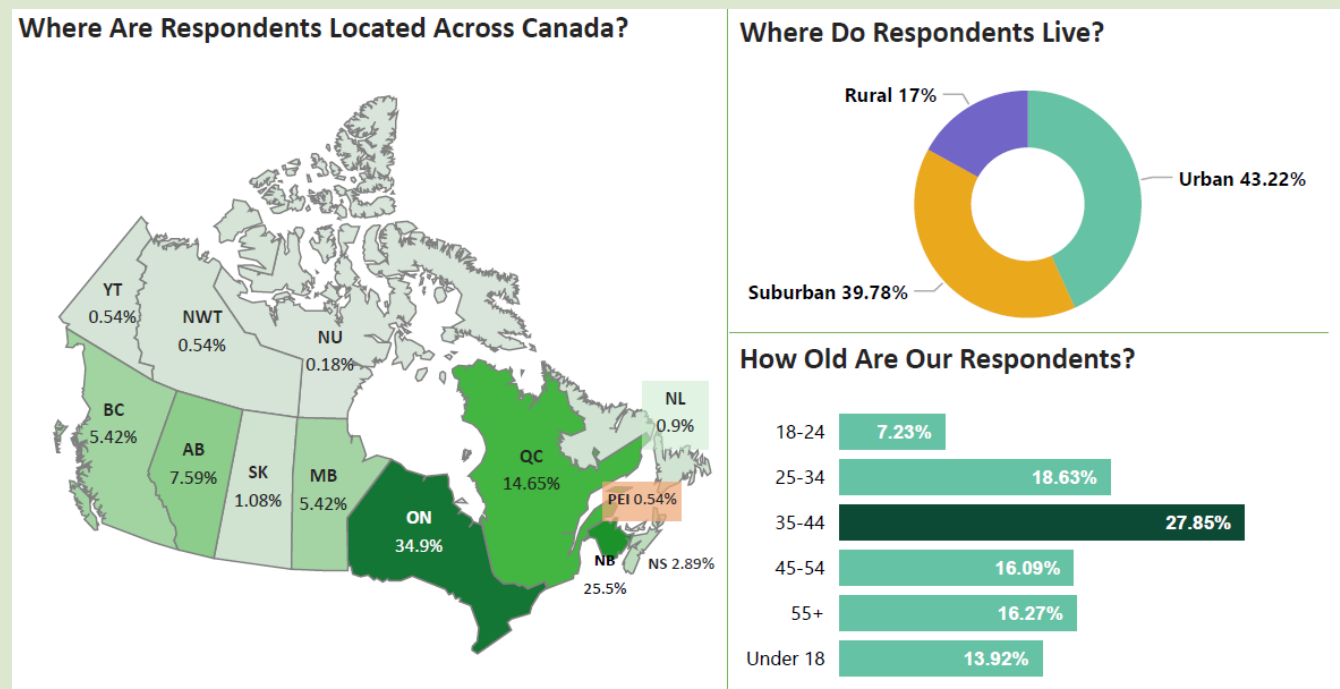 Where Are Respondents Located Across Canada?
YT
0.54%
NWT
0.54%
NU
0.18%
BC
5.42%
AB
7.59%
SK
1.08%
MB
5.42%
ON
34.9%
QC
14.65%
NL
0.9%
PEI 0.54%
NB
25.5%
NS 2.89%
Where Do Respondents Live?
Rural 17%
Urban 43.22%
Suburban 39.78%
How Old Are Our Respondents?
18-24 7.23%
25-34 18.63%
35-44 27.85%
45-54 16.09%
55+ 16.27%
Under 18 13.92%